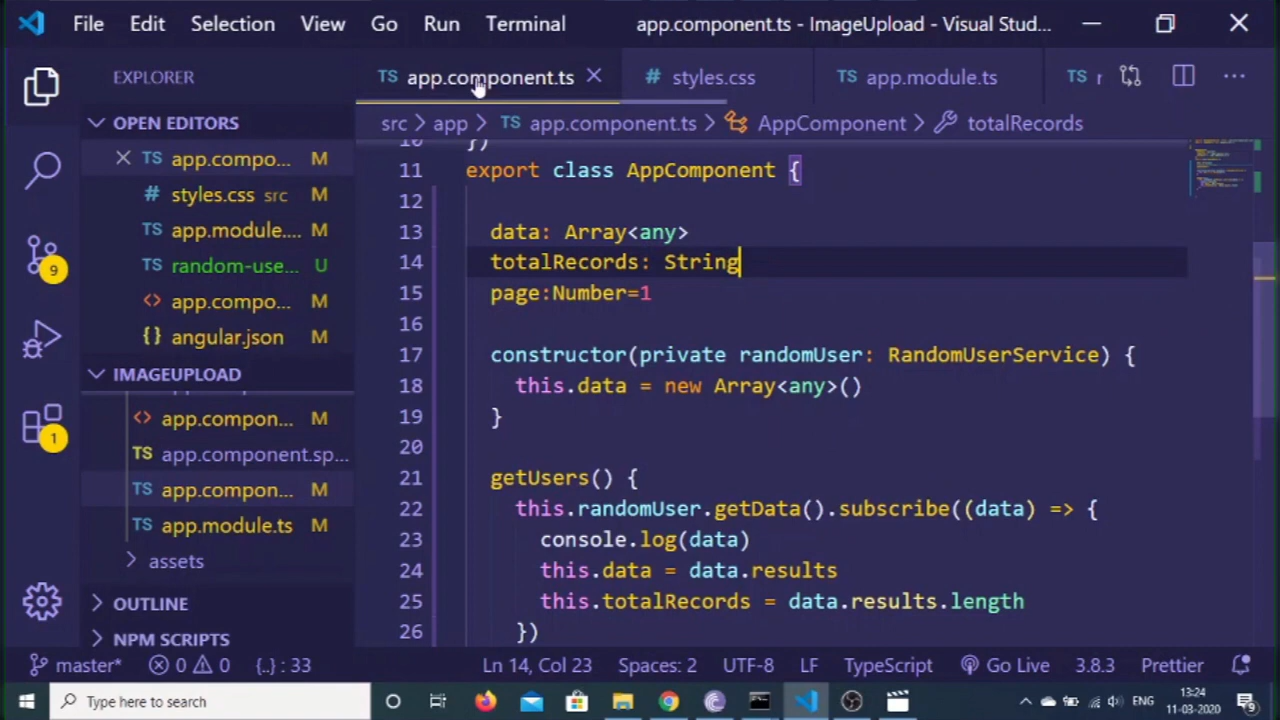 File Edit Selection View Go Run Terminal app.component.ts - ImageUpload - Visual Stud...
EXPLORER
TS app.component.ts # styles.css TS app.module.ts TS
OPEN EDITORS
TS app.compo... M
# styles.css src M
TS app.module.... M
TS random-use... U
<> app.compo... M
{} angular.json M
IMAGEUPLOAD
<> app.compon... M
TS app.component.sp...
TS app.compon... M
TS app.module.ts M
assets
OUTLINE
NPM SCRIPTS
9
1
src > app > TS app.component.ts > AppComponent > totalRecords
10 })
11 export class AppComponent {
12
13 data: Array<any>
14 totalRecords: String
15 page:Number=1
16
17 constructor(private randomUser: RandomUserService) {
18 this.data = new Array<any>()
19 }
20
21 getUsers() {
22 this.randomUser.getData().subscribe((data) => {
23 console.log(data)
24 this.data = data.results
25 this.totalRecords = data.results.length
26 })
master* 0 0 {..} : 33 Ln 14, Col 23 Spaces: 2 UTF-8 LF TypeScript Go Live 3.8.3 Prettier
Type here to search ENG 13:24
11-03-2020 9